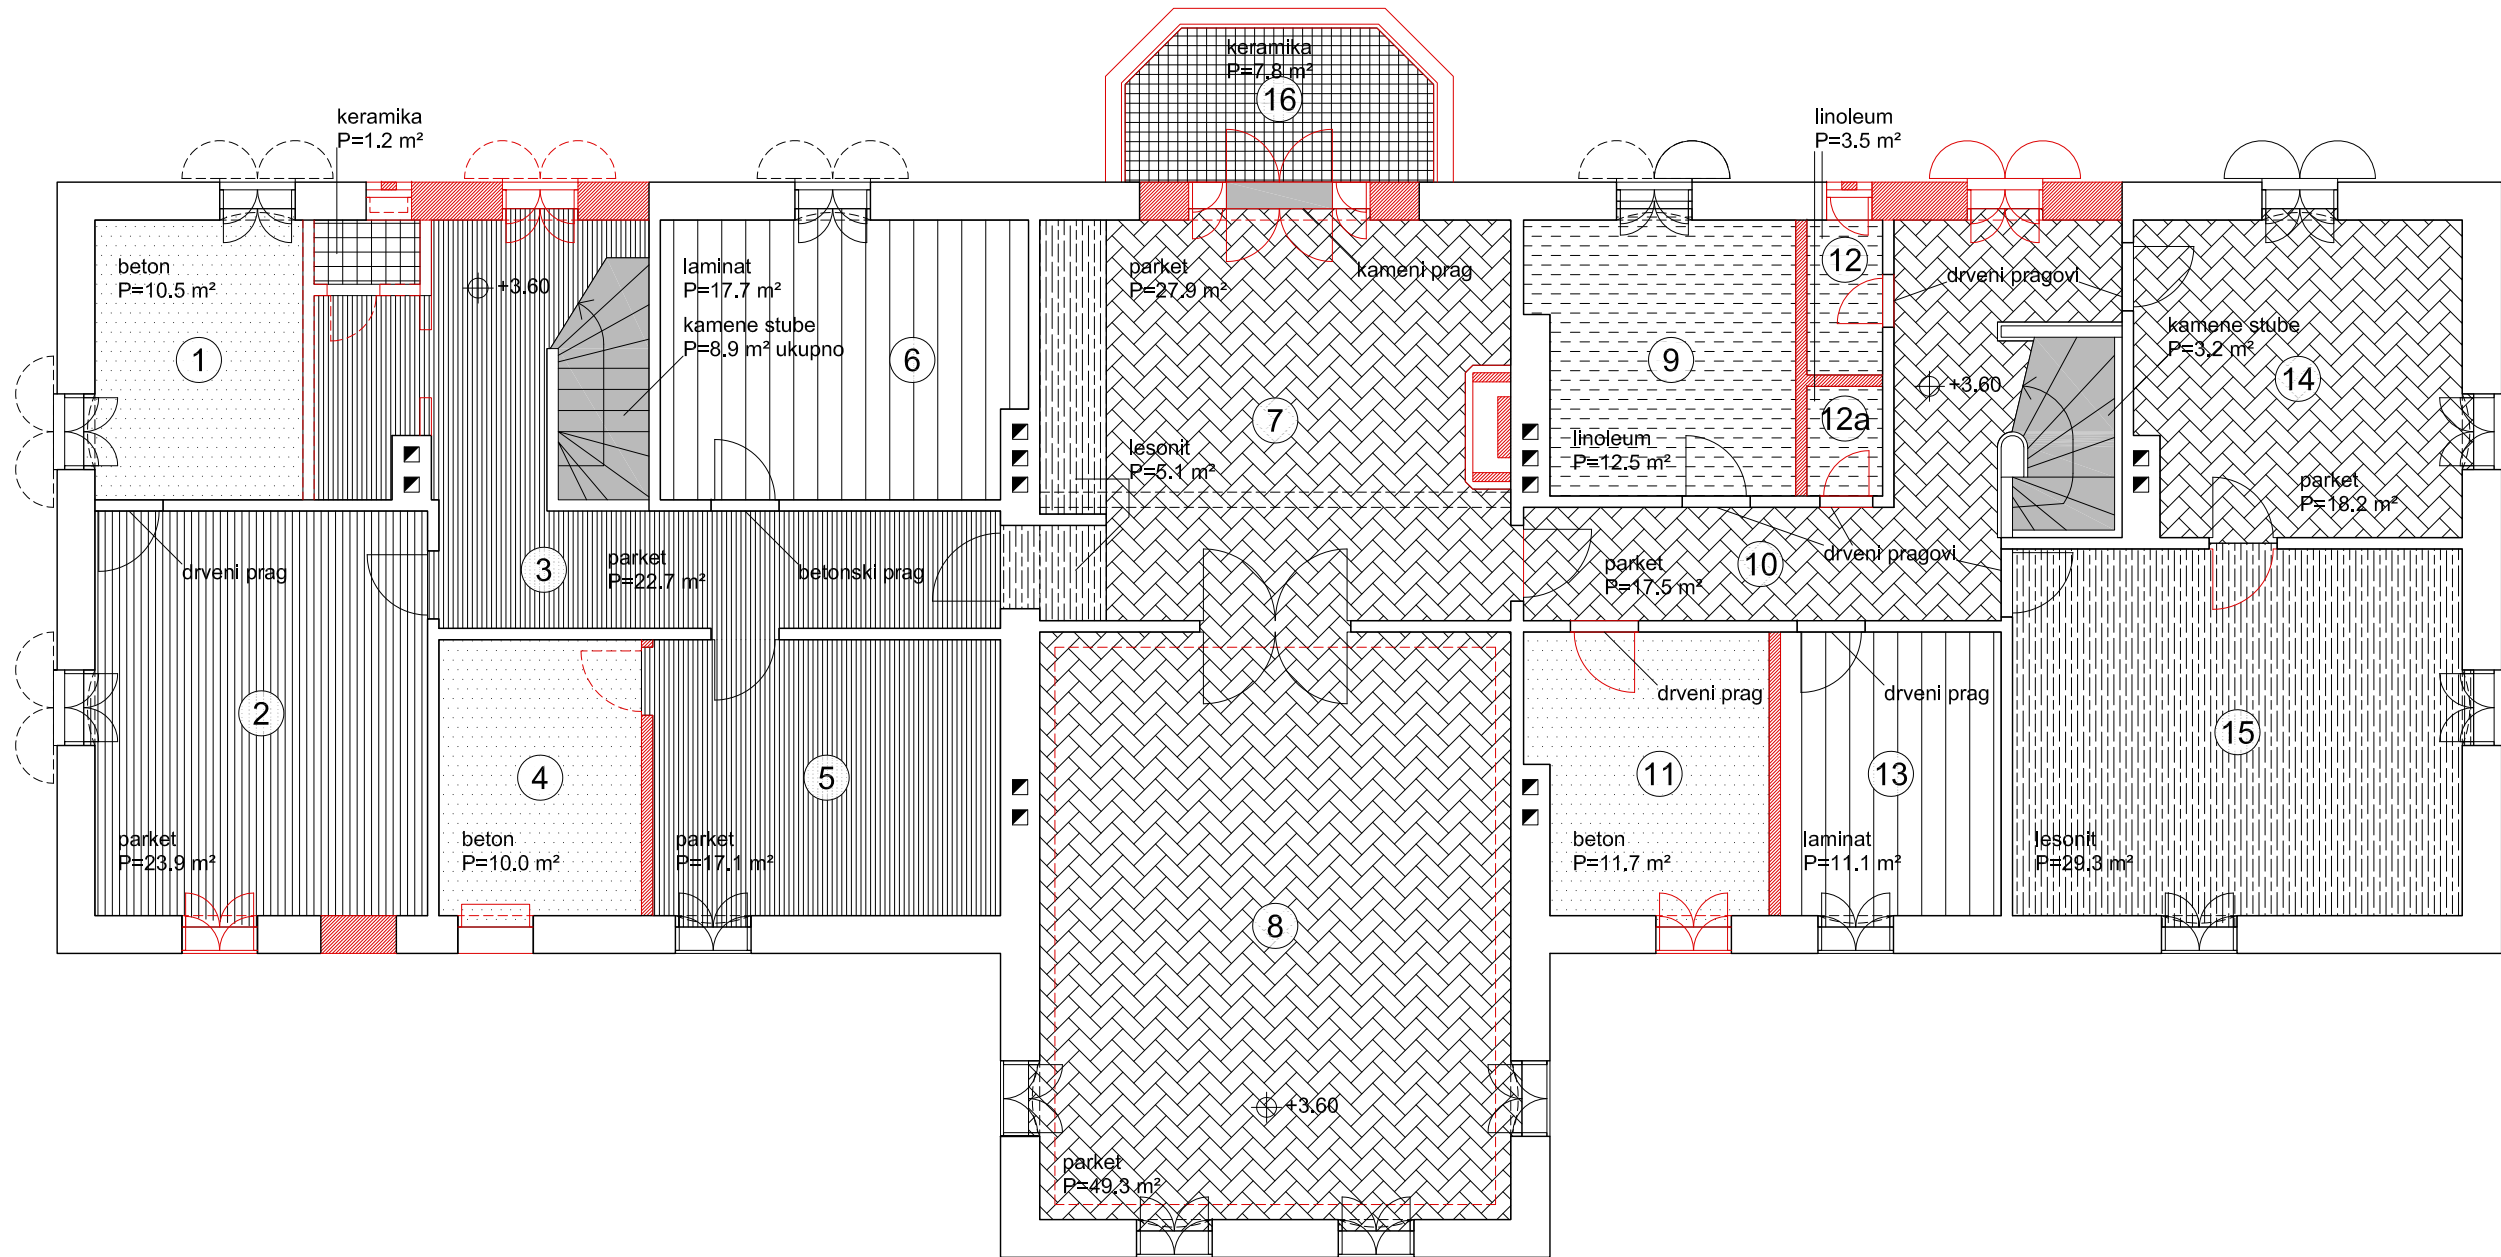 keramika
P=7.8 m²
16
keramika
P=1.2 m²
linoleum
P=3.5 m²
beton
P=10.5 m²
1
+3.60
laminat
P=17.7 m²
kamene stube
P=8.9 m² ukupno
6
parket
P=27.9 m²
kameni prag
7
lesonit
P=5.1 m²
9
linoleum
P=12.5 m²
12
12a
drveni pragovi
+3.60
kamene stube
P=3.2 m²
14
parket
P=18.2 m²
drveni prag
3
parket
P=22.7 m²
betonski prag
parket
P=17.5 m²
10
drveni pragovi
2
parket
P=23.9 m²
4
beton
P=10.0 m²
5
parket
P=17.1 m²
8
+3.60
parket
P=49.3 m²
drveni prag
11
beton
P=11.7 m²
drveni prag
13
laminat
P=11.1 m²
15
lesonit
P=29.3 m²